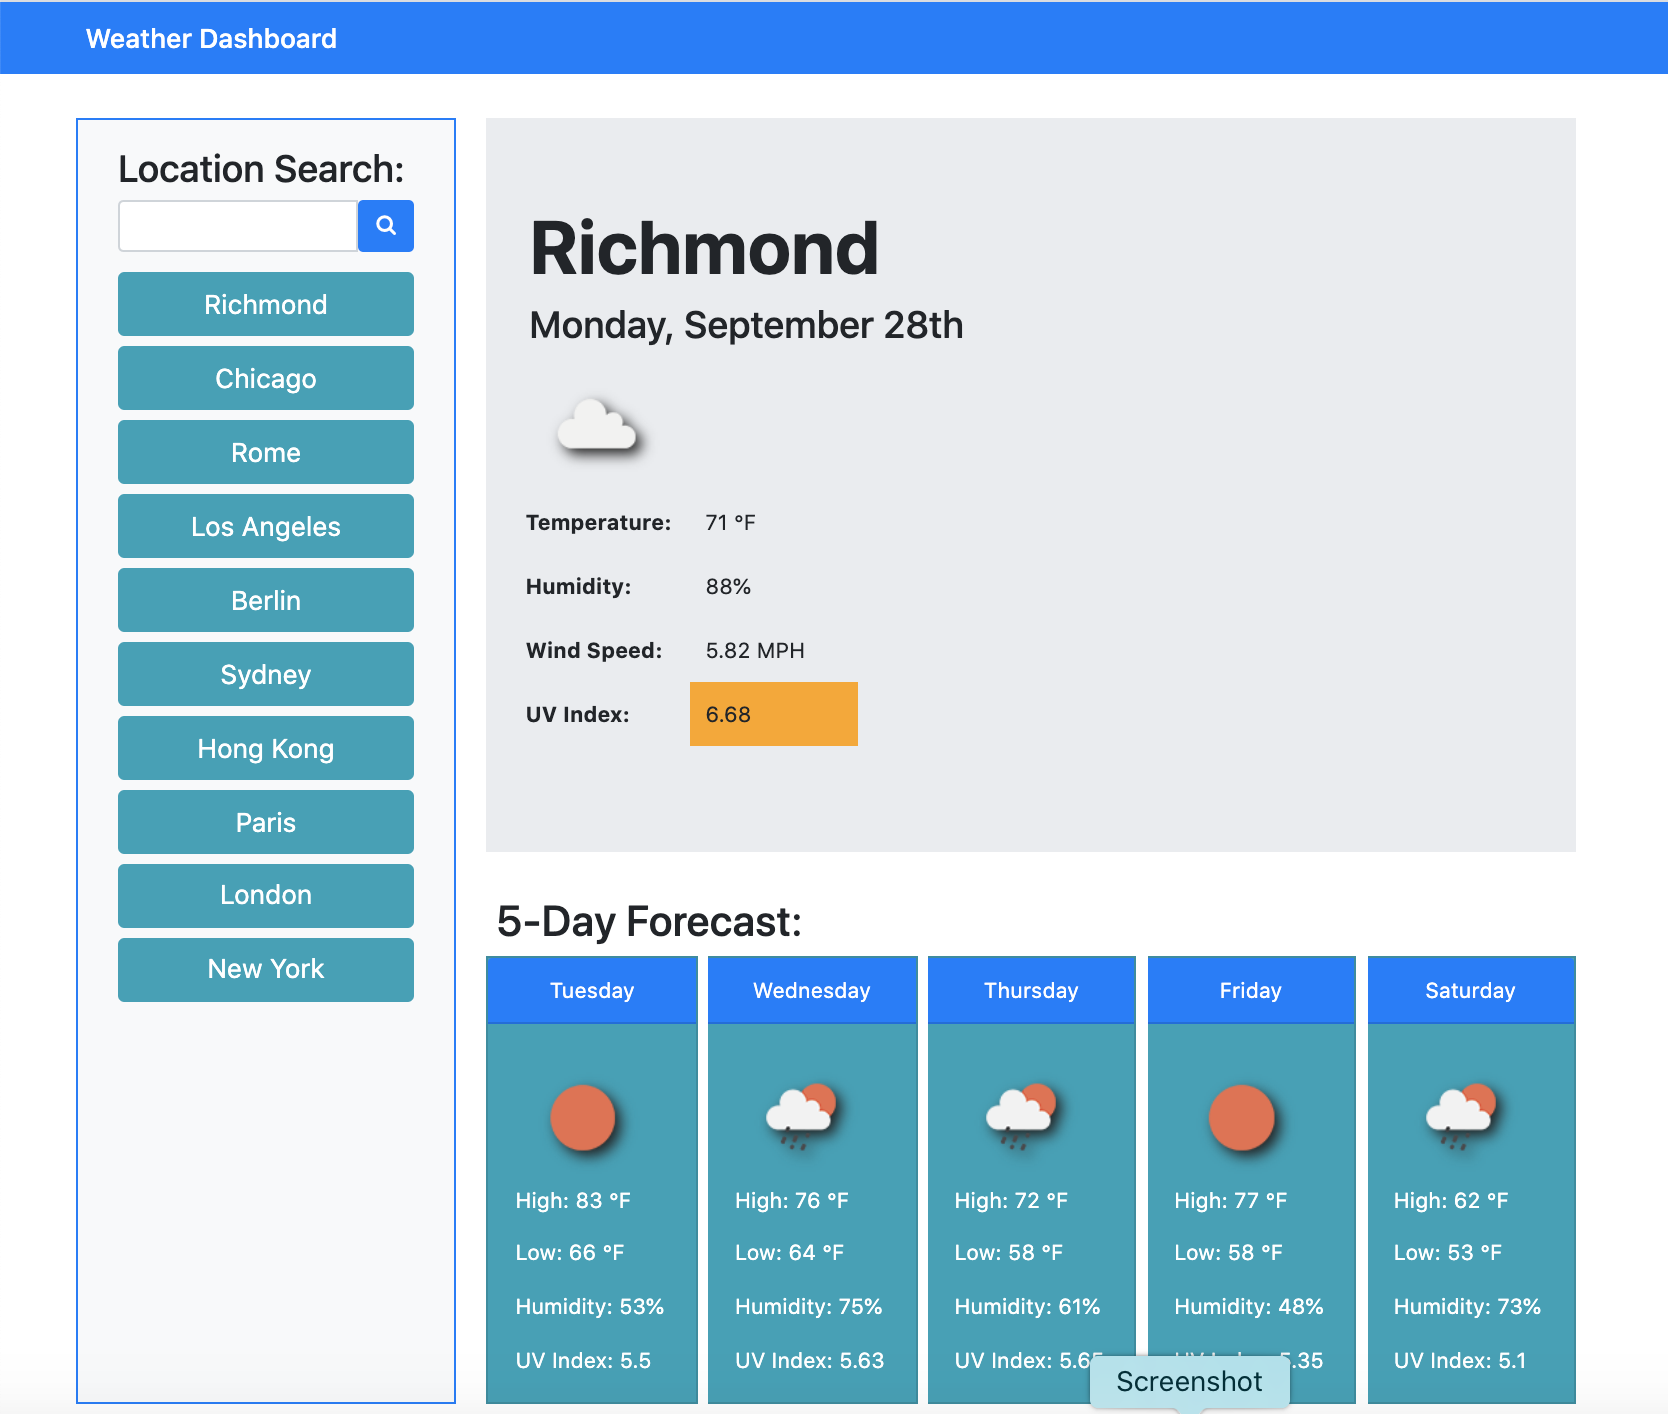 Weather Dashboard
Location Search:
Richmond
Chicago
Rome
Los Angeles
Berlin
Sydney
Hong Kong
Paris
London
New York
Richmond
Monday, September 28th
Temperature: 71 °F
Humidity: 88%
Wind Speed: 5.82 MPH
UV Index: 6.68
5-Day Forecast:
Tuesday
High: 83 °F
Low: 66 °F
Humidity: 53%
UV Index: 5.5
Wednesday
High: 76 °F
Low: 64 °F
Humidity: 75%
UV Index: 5.63
Thursday
High: 72 °F
Low: 58 °F
Humidity: 61%
UV Index: 5.65
Friday
High: 77 °F
Low: 58 °F
Humidity: 48%
.35
Saturday
High: 62 °F
Low: 53 °F
Humidity: 73%
UV Index: 5.1
Screenshot